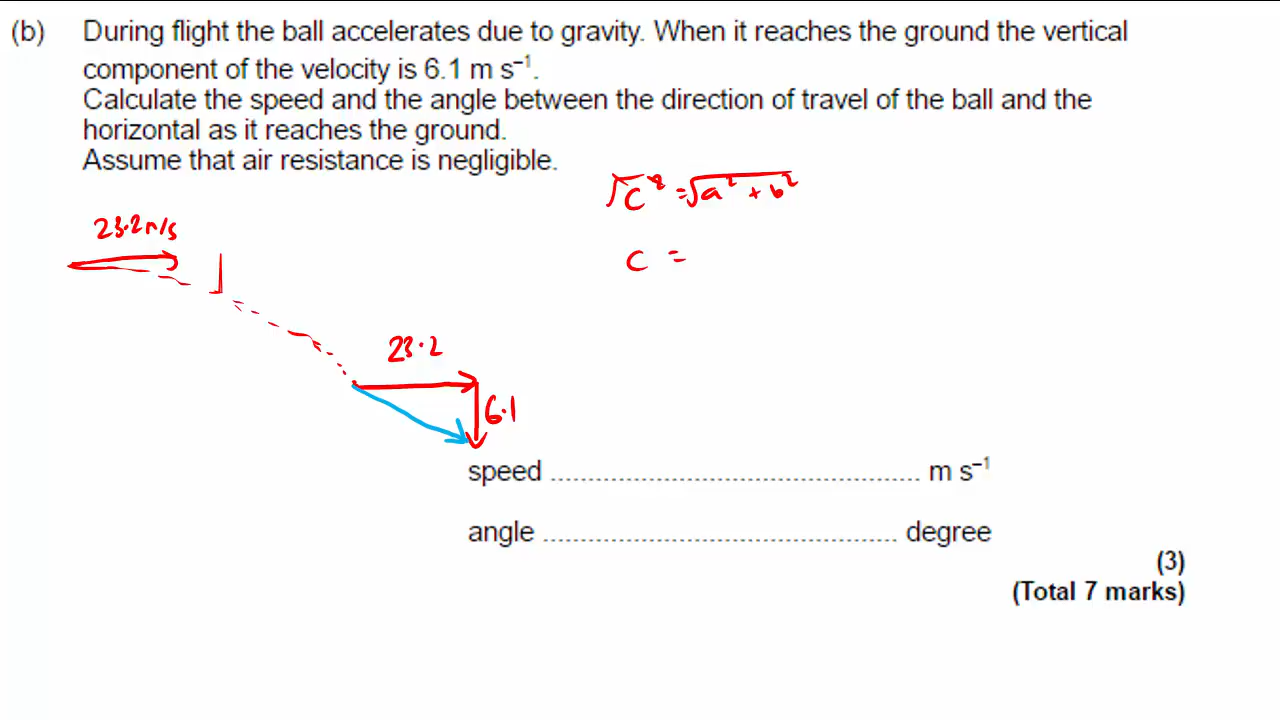 (b) During flight the ball accelerates due to gravity. When it reaches the ground the vertical
component of the velocity is 6.1 m s⁻¹.
Calculate the speed and the angle between the direction of travel of the ball and the
horizontal as it reaches the ground.
Assume that air resistance is negligible.
√c² = √a² + b²
23.2 m/s
c =
23.2
6.1
speed ............................................... m s⁻¹
angle ............................................. degree
(3)
(Total 7 marks)